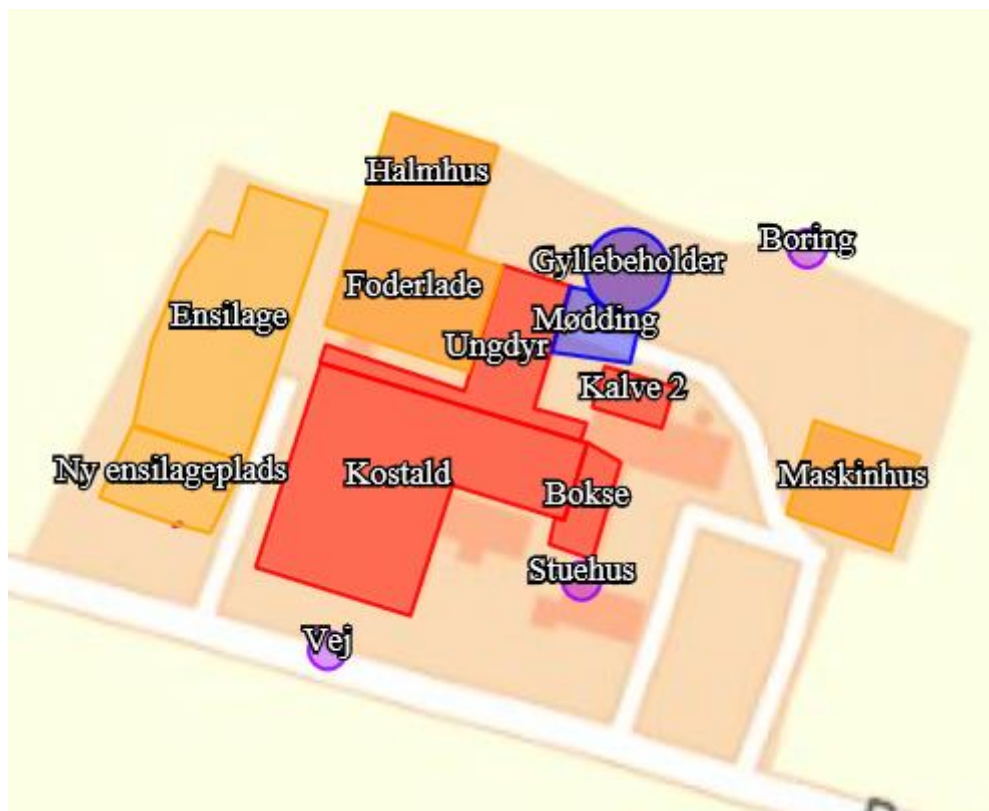 Halmhus
Boring
Gyllebeholder
Foderlade
Ensilage
Mødding
Ungdyr
Kalve 2
Ny ensilageplads
Kostald
Maskinhus
Bokse
Stuehus
Vej